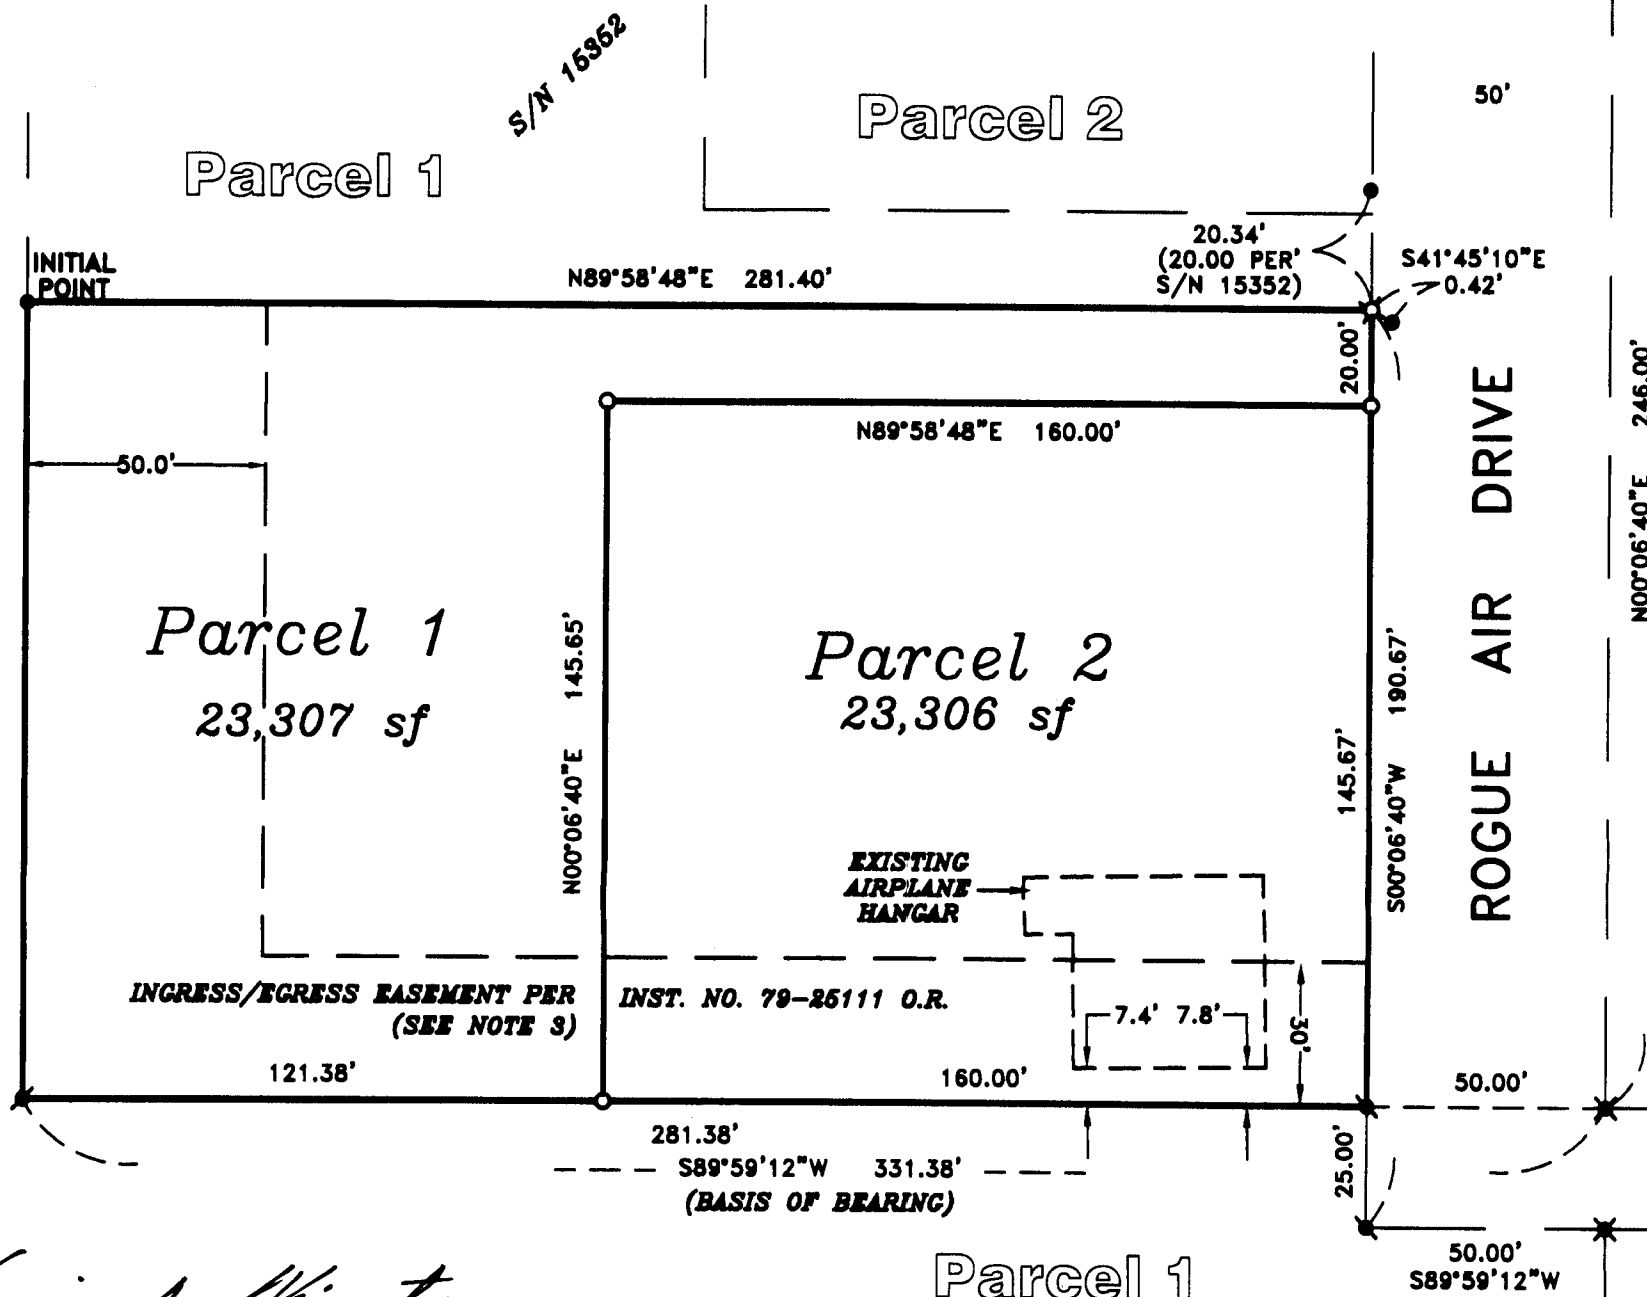 S/N 15352
Parcel 2
50'
Parcel 1
20.34'
(20.00 PER'
S/N 15352)
S41°45'10"E
0.42'
INITIAL
POINT
N89°58'48"E 281.40'
20.00'
N89°58'48"E 160.00'
50.0'
N00°06'40"E 246.00'
ROGUE AIR DRIVE
Parcel 1
23,307 sf
N00°06'40"E 145.65'
Parcel 2
23,306 sf
145.67'
S00°06'40"W 190.67'
EXISTING
AIRPLANE
HANGAR
INGRESS/EGRESS EASEMENT PER INST. NO. 79-25111 O.R.
(SEE NOTE 3)
7.4' 7.8'
30'
121.38'
160.00'
50.00'
281.38'
S89°59'12"W 331.38'
(BASIS OF BEARING)
25.00'
50.00'
S89°59'12"W
Parcel 1